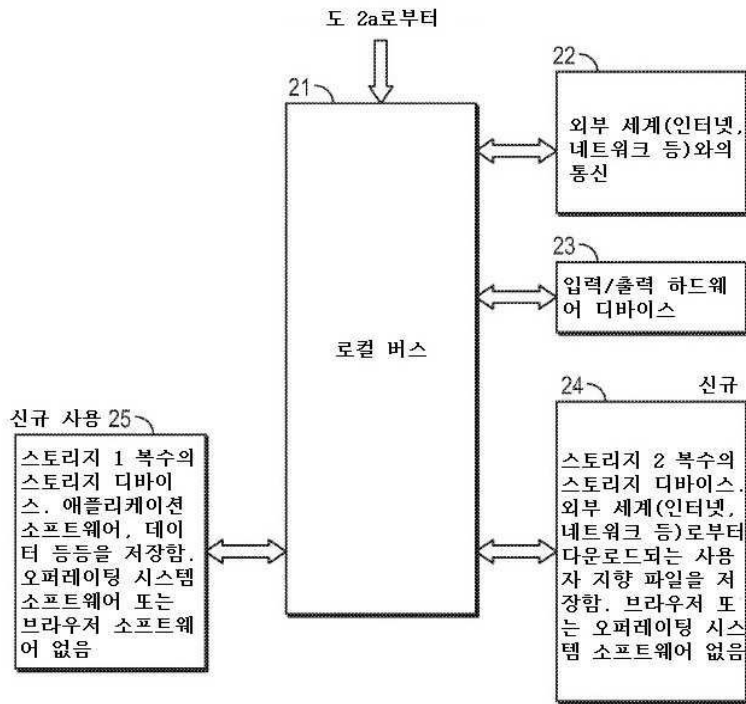 도 2a로부터
21
로컬 버스
22
외부 세계(인터넷,
네트워크 등)와의
통신
23
입력/출력 하드웨
어 디바이스
24
신규
스토리지 2 복수의
스토리지 디바이스.
외부 세계(인터넷,
네트워크 등)로부터
다운로드되는 사용
자 지향 파일을 저
장함. 브라우저 또
는 오퍼레이팅 시스
템 소프트웨어 없음
신규 사용 25
스토리지 1 복수의
스토리지 디바이
스. 애플리케이션
소프트웨어, 데이
터 등등을 저장함.
오퍼레이팅 시스템
소프트웨어 또는
브라우저 소프트웨
어 없음